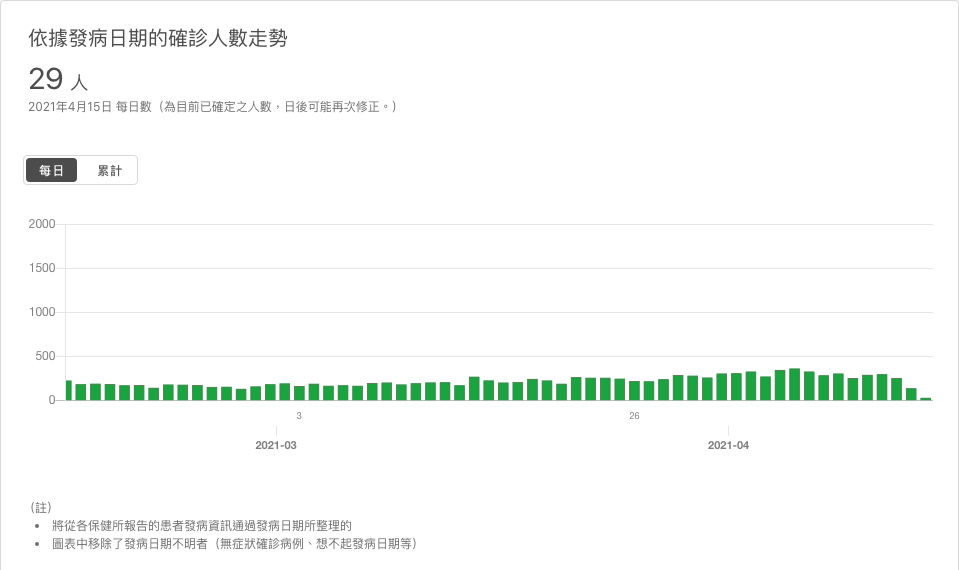 依據發病日期的確診人數走勢
29 人
2021年4月15日 每日數（為目前已確定之人數，日後可能再次修正。）
每日 累計
2000
1500
1000
500
0
3 26
2021-03 2021-04
（註）
• 將從各保健所報告的患者發病資訊通過發病日期所整理的
• 圖表中移除了發病日期不明者（無症狀確診病例、想不起發病日期等）